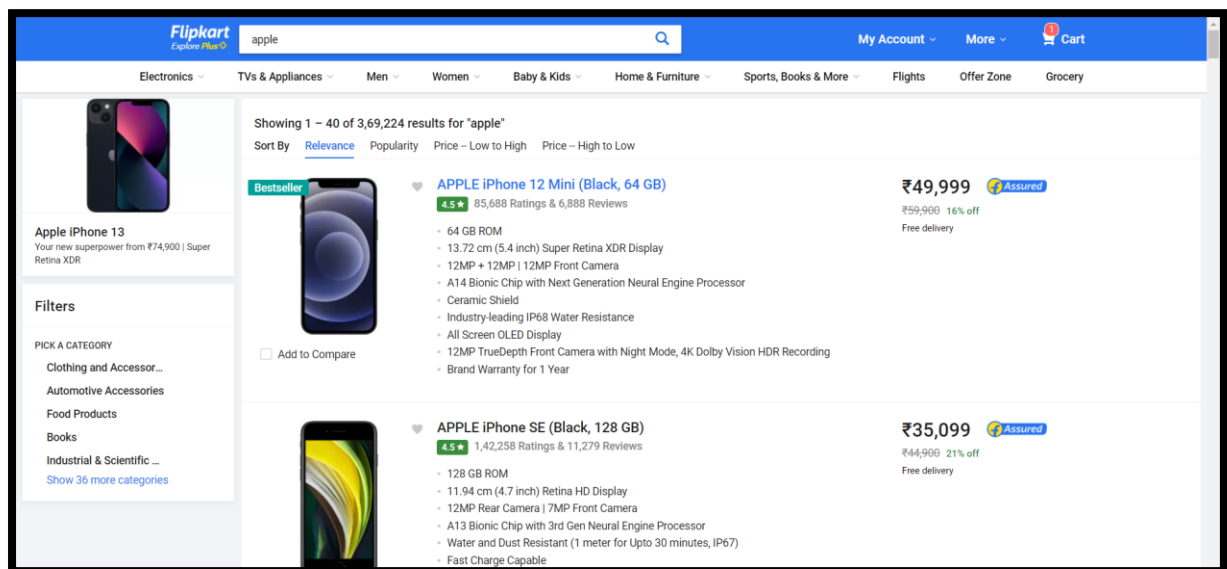 Flipkart
Explore Plus
apple
My Account
More
1
Cart
Electronics
TVs & Appliances
Men
Women
Baby & Kids
Home & Furniture
Sports, Books & More
Flights
Offer Zone
Grocery
Apple iPhone 13
Your new superpower from ₹74,900 | Super
Retina XDR
Filters
PICK A CATEGORY
Clothing and Accessor...
Automotive Accessories
Food Products
Books
Industrial & Scientific ...
Show 36 more categories
Showing 1 – 40 of 3,69,224 results for "apple"
Sort By Relevance Popularity Price -- Low to High Price -- High to Low
Bestseller
Add to Compare
APPLE iPhone 12 Mini (Black, 64 GB)
4.5 ★ 85,688 Ratings & 6,888 Reviews
64 GB ROM
13.72 cm (5.4 inch) Super Retina XDR Display
12MP + 12MP | 12MP Front Camera
A14 Bionic Chip with Next Generation Neural Engine Processor
Ceramic Shield
Industry-leading IP68 Water Resistance
All Screen OLED Display
12MP TrueDepth Front Camera with Night Mode, 4K Dolby Vision HDR Recording
Brand Warranty for 1 Year
₹49,999
Assured
₹59,900 16% off
Free delivery
APPLE iPhone SE (Black, 128 GB)
4.5 ★ 1,42,258 Ratings & 11,279 Reviews
128 GB ROM
11.94 cm (4.7 inch) Retina HD Display
12MP Rear Camera | 7MP Front Camera
A13 Bionic Chip with 3rd Gen Neural Engine Processor
Water and Dust Resistant (1 meter for Upto 30 minutes, IP67)
Fast Charge Capable
₹35,099
Assured
₹44,900 21% off
Free delivery